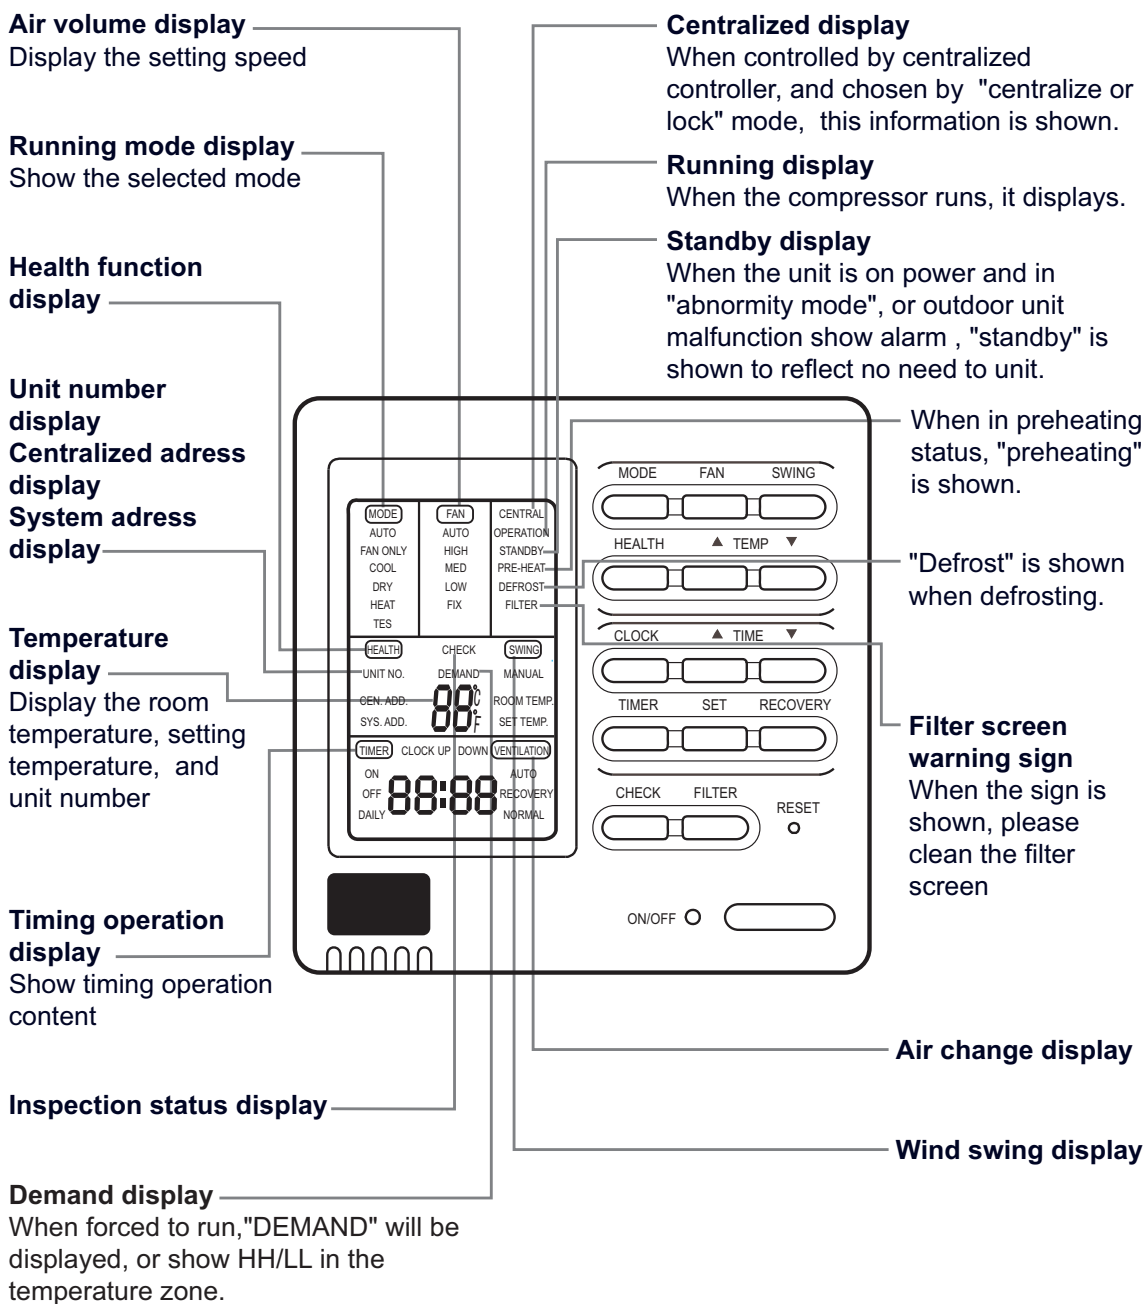 Air volume display
Display the setting speed
Running mode display
Show the selected mode
Health function
display
Unit number
display
Centralized adress
display
System adress
display
Temperature
display
Display the room
temperature, setting
temperature,  and
unit number
Timing operation
display
Show timing operation
content
Inspection status display
Demand display
When forced to run,"DEMAND" will be
displayed, or show HH/LL in the
temperature zone.
Centralized display
When controlled by centralized
controller, and chosen by  "centralize or
lock" mode,  this information is shown.
Running display
When the compressor runs, it displays.
Standby display
When the unit is on power and in
"abnormity mode", or outdoor unit
malfunction show alarm , "standby" is
shown to reflect no need to unit.
When in preheating
status, "preheating"
is shown.
"Defrost" is shown
when defrosting.
Filter screen
warning sign
When the sign is
shown, please
clean the filter
screen
Air change display
Wind swing display
MODE
AUTO
FAN ONLY
COOL
DRY
HEAT
TES
FAN
AUTO
HIGH
MED
LOW
FIX
CENTRAL
OPERATION
STANDBY
PRE-HEAT
DEFROST
FILTER
HEALTH CHECK SWING
UNIT NO. DEMAND MANUAL
CEN. ADD. 88°C ROOM TEMP.
SYS. ADD. 88°F SET TEMP.
TIMER CLOCK UP DOWN VENTILATION
ON
OFF
DAILY
88:88
AUTO
RECOVERY
NORMAL
MODE FAN SWING
HEALTH ▲ TEMP ▼
CLOCK ▲ TIME ▼
TIMER SET RECOVERY
CHECK FILTER
RESET
ON/OFF